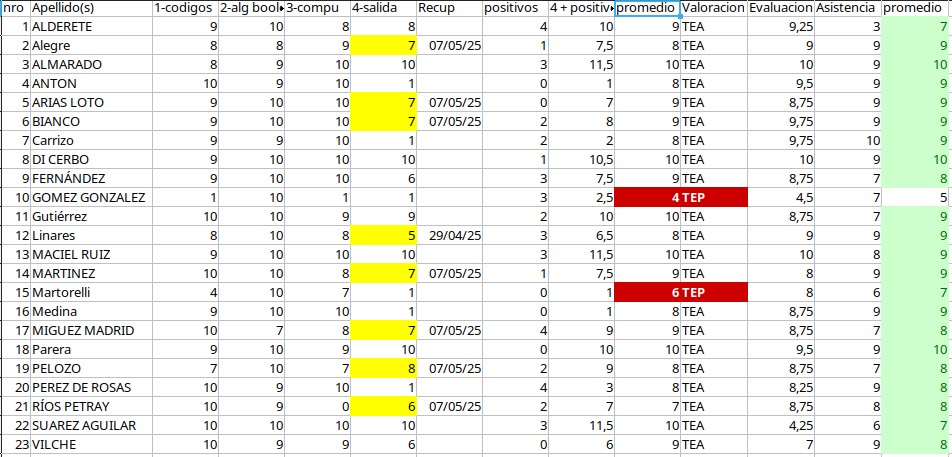 nro Apellido(s) 1-codigos 2-alg bool 3-compu 4-salida Recup positivos 4 + positiv promedio Valoracion Evaluacion Asistencia promedio
1 ALDERETE 9 10 8 8 4 10 9 TEA 9,25 3 7
2 Alegre 8 8 9 7 07/05/25 1 7,5 8 TEA 9 9 9
3 ALMARADO 8 9 10 10 3 11,5 10 TEA 10 9 10
4 ANTON 10 9 10 1 0 1 8 TEA 9,5 9 9
5 ARIAS LOTO 9 10 10 7 07/05/25 0 7 9 TEA 8,75 9 9
6 BIANCO 9 10 10 7 07/05/25 2 8 9 TEA 9,75 9 9
7 Carrizo 9 9 10 1 2 2 8 TEA 9,75 10 9
8 DI CERBO 9 10 10 10 1 10,5 10 TEA 10 9 10
9 FERNÁNDEZ 9 10 10 6 3 7,5 9 TEA 8,75 7 8
10 GOMEZ GONZALEZ 1 10 1 1 3 2,5 4 TEP 4,5 7 5
11 Gutiérrez 10 10 9 9 2 10 10 TEA 8,75 7 9
12 Linares 8 10 8 5 29/04/25 3 6,5 8 TEA 9 9 9
13 MACIEL RUIZ 9 10 10 10 3 11,5 10 TEA 10 8 9
14 MARTINEZ 10 10 8 7 07/05/25 1 7,5 9 TEA 8 9 9
15 Martorelli 4 10 7 1 0 1 6 TEP 8 6 7
16 Medina 9 10 10 1 0 1 8 TEA 8,75 9 9
17 MIGUEZ MADRID 10 7 8 7 07/05/25 4 9 9 TEA 8,75 7 8
18 Parera 9 10 9 10 0 10 10 TEA 9,5 9 10
19 PELOZO 7 10 7 8 07/05/25 2 9 8 TEA 8,75 7 8
20 PEREZ DE ROSAS 10 9 10 1 4 3 8 TEA 8,25 9 8
21 RÍOS PETRAY 10 9 0 6 07/05/25 2 7 7 TEA 8,75 8 8
22 SUAREZ AGUILAR 10 10 10 10 3 11,5 10 TEA 4,25 6 7
23 VILCHE 10 9 9 6 0 6 9 TEA 7 9 8